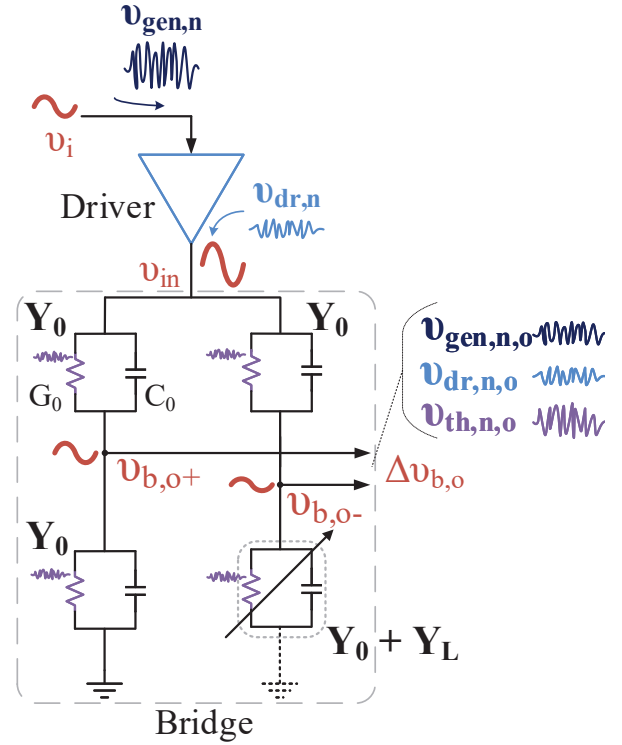 υgen,n
υi
Driver
υdr,n
υin
Y0 Y0
G0 C0
υgen,n,o
υdr,n,o
υth,n,o
υb,o+
Δυb,o
υb,o-
Y0
Y0 + YL
Bridge